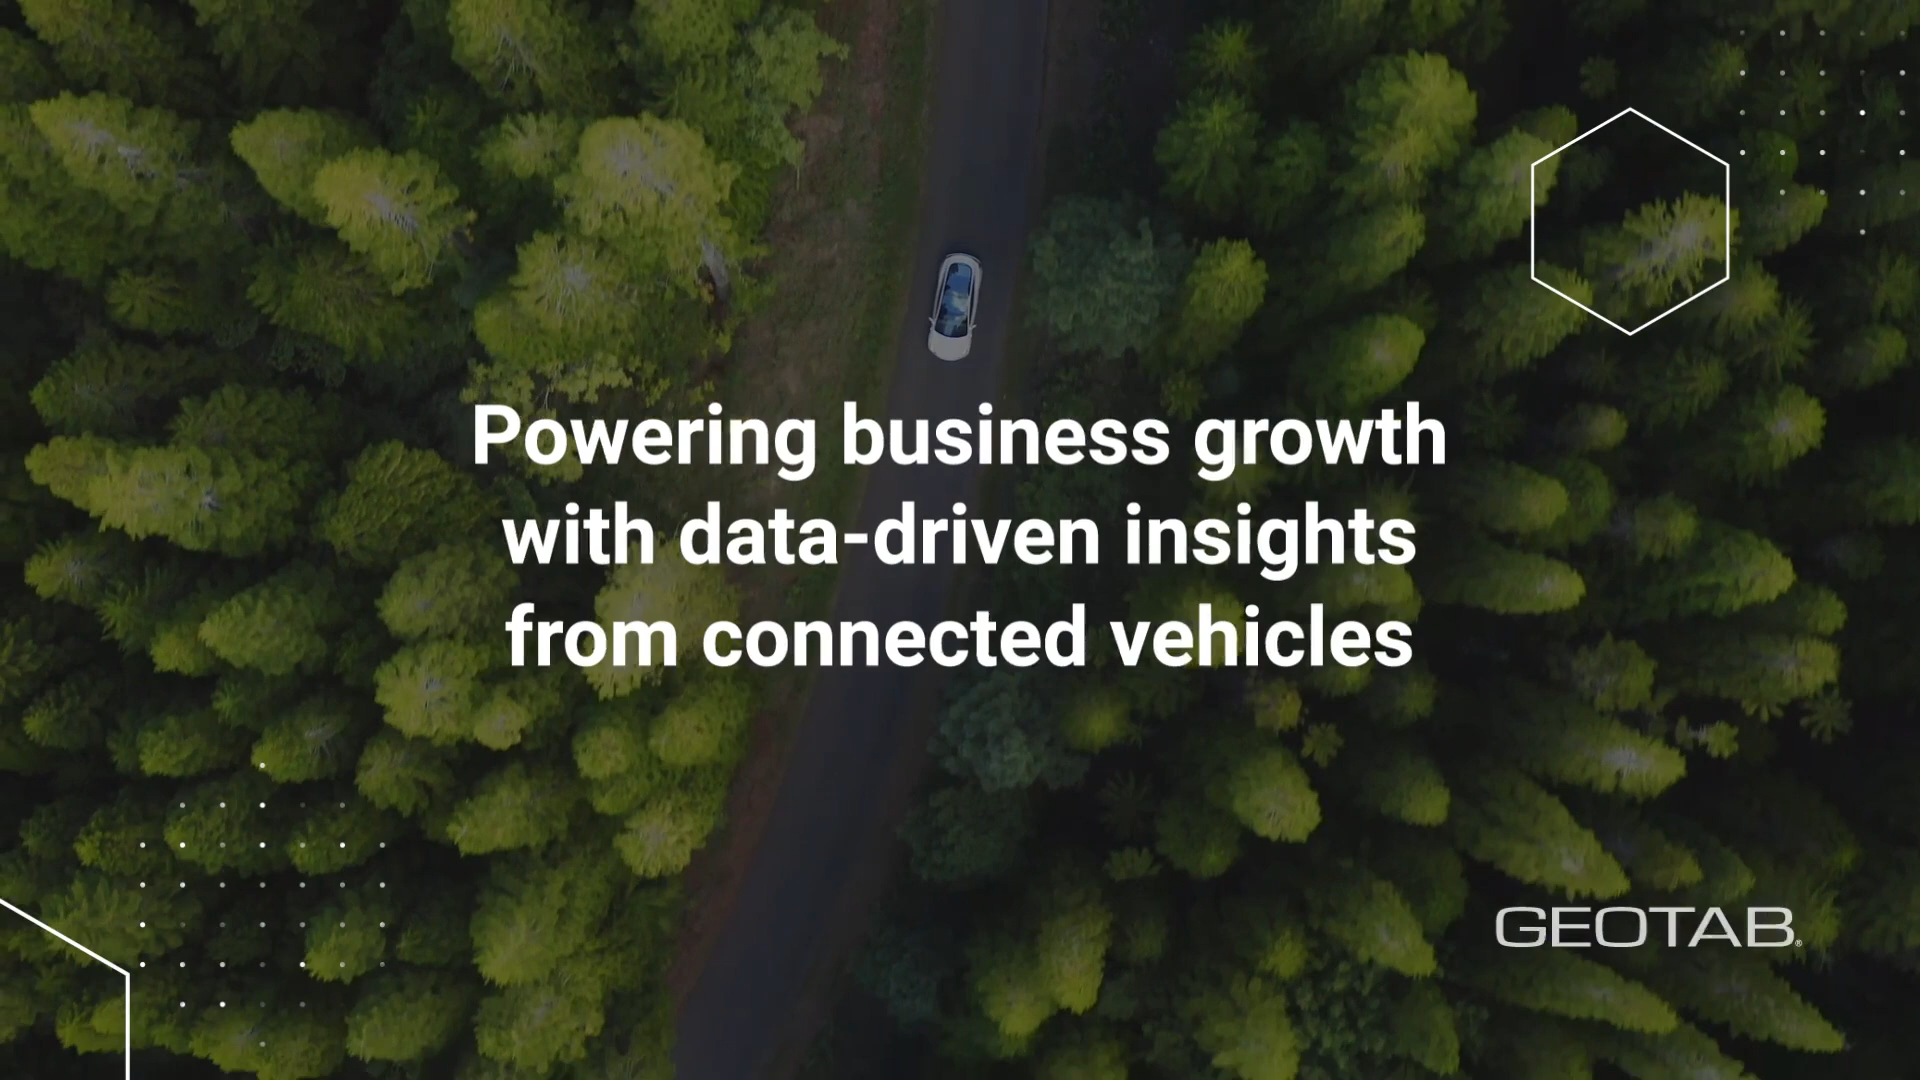 Powering business growth
with data-driven insights
from connected vehicles
GEOTAB®